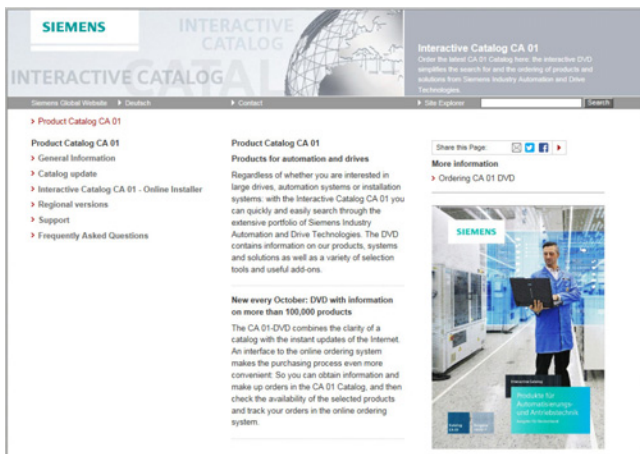 SIEMENS
INTERACTIVE
CATALOG
CATAL
INTERACTIVE CATALOG
Interactive Catalog CA 01
Order the latest CA 01 Catalog here: the interactive DVD
simplifies the search for and the ordering of products and
solutions from Siemens Industry Automation and Drive
Technologies.
Siemens Global Website
Deutsch
Contact
Site Explorer
Search
Product Catalog CA 01
Product Catalog CA 01
General Information
Catalog update
Interactive Catalog CA 01 - Online Installer
Regional versions
Support
Frequently Asked Questions
Product Catalog CA 01
Products for automation and drives
Regardless of whether you are interested in
large drives, automation systems or installation
systems: with the Interactive Catalog CA 01 you
can quickly and easily search through the
extensive portfolio of Siemens Industry
Automation and Drive Technologies. The DVD
contains information on our products, systems
and solutions as well as a variety of selection
tools and useful add-ons.
New every October: DVD with information
on more than 100,000 products
The CA 01-DVD combines the clarity of a
catalog with the instant updates of the Internet.
An interface to the online ordering system
makes the purchasing process even more
convenient: So you can obtain information and
make up orders in the CA 01 Catalog, and then
check the availability of the selected products
and track your orders in the online ordering
system.
Share this Page:
More information
Ordering CA 01 DVD
SIEMENS
Interactive Catalog
Produkte für
Automatisierungs-
und Antriebstechnik